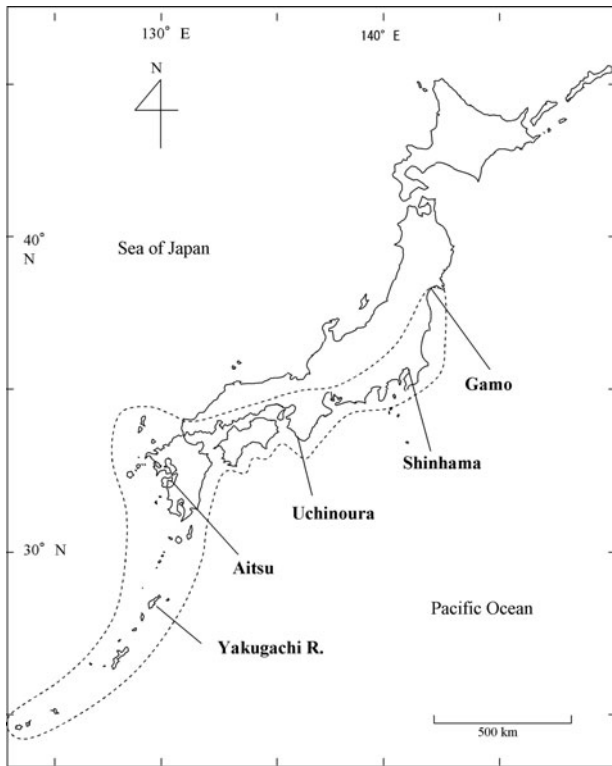 130° E
140° E
N
40°
N
Sea of Japan
Gamo
Shinhama
Uchinoura
30° N
Aitsu
Pacific Ocean
Yakugachi R.
500 km